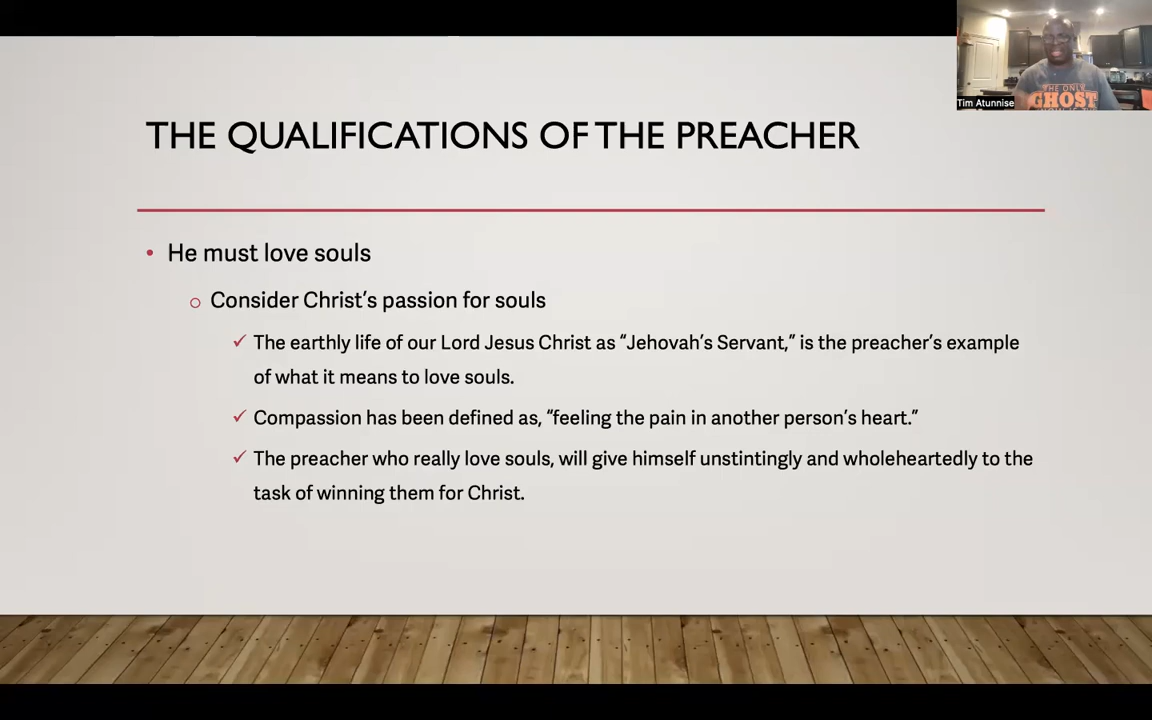 THE QUALIFICATIONS OF THE PREACHER
• He must love souls
o Consider Christ's passion for souls
✓ The earthly life of our Lord Jesus Christ as “Jehovah's Servant,” is the preacher's example
of what it means to love souls.
✓ Compassion has been defined as, “feeling the pain in another person's heart.”
✓ The preacher who really love souls, will give himself unstintingly and wholeheartedly to the
task of winning them for Christ.
THE ONLY
GHOST
Tim Atunnise